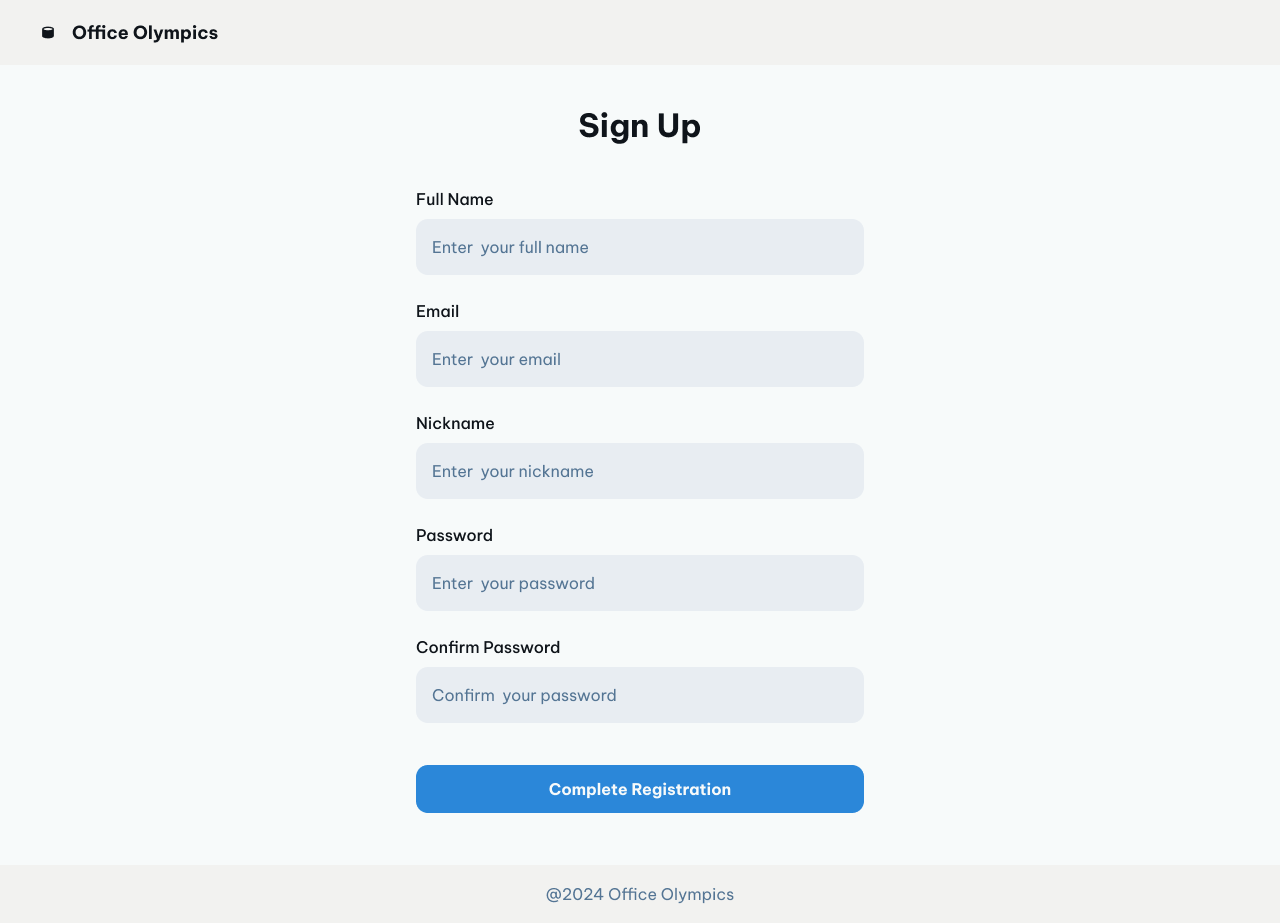 Office Olympics
Sign Up
Full Name
Enter  your full name
Email
Enter  your email
Nickname
Enter  your nickname
Password
Enter  your password
Confirm Password
Confirm  your password
Complete Registration
@2024 Office Olympics